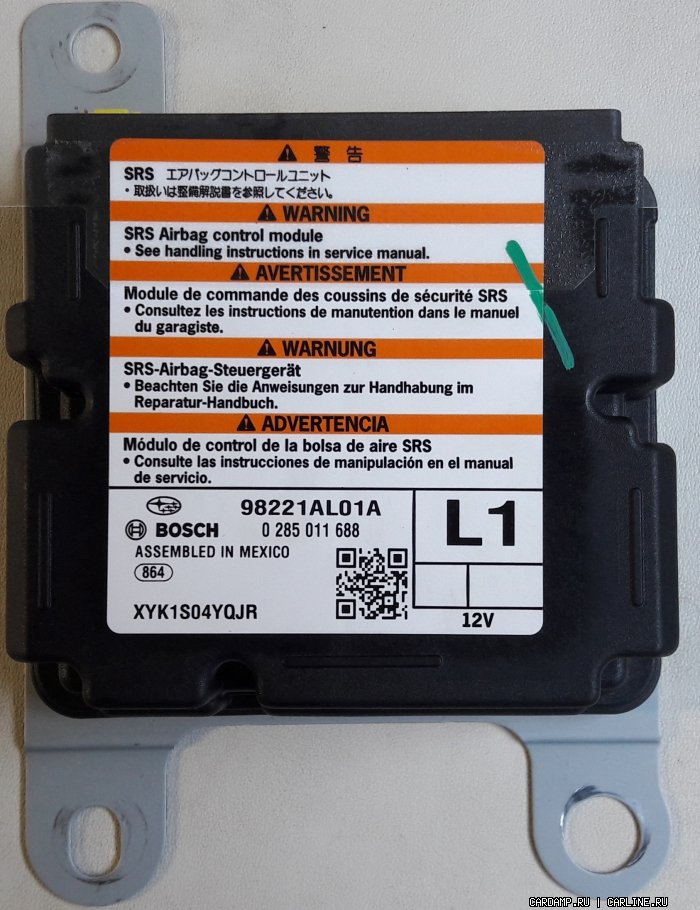 ⚠ 警告
SRS エアバッグコントロールユニット
・取扱いは整備解説書を参照してください。
⚠ WARNING
SRS Airbag control module
• See handling instructions in service manual.
⚠ AVERTISSEMENT
Module de commande des coussins de sécurité SRS
• Consultez les instructions de manutention dans le manuel
du garagiste.
⚠ WARNUNG
SRS-Airbag-Steuergerät
• Beachten Sie die Anweisungen zur Handhabung im
Reparatur-Handbuch.
⚠ ADVERTENCIA
Módulo de control de la bolsa de aire SRS
• Consulte las instrucciones de manipulación en el manual
de servicio.
98221AL01A
BOSCH 0 285 011 688
ASSEMBLED IN MEXICO
864
XYK1S04YQJR
L1
12V
CARDAMP.RU | CARLINE.RU